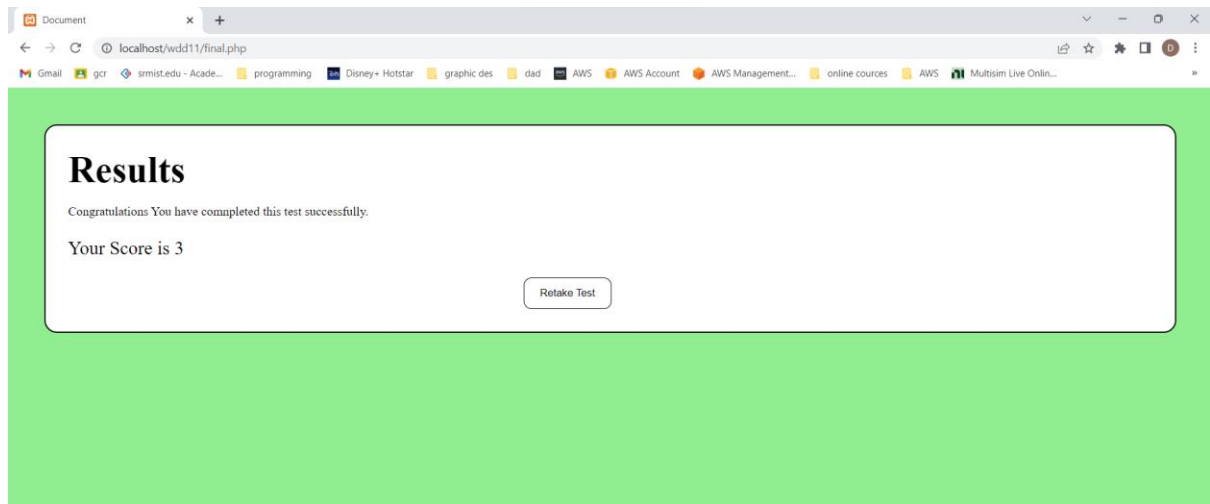 Document
localhost/wdd11/final.php
Gmail gcr srmist.edu - Acade... programming Disney+ Hotstar graphic des dad AWS AWS Account AWS Management... online cources AWS Multisim Live Onlin... »
Results
Congratulations You have comnpleted this test successfully.
Your Score is 3
Retake Test